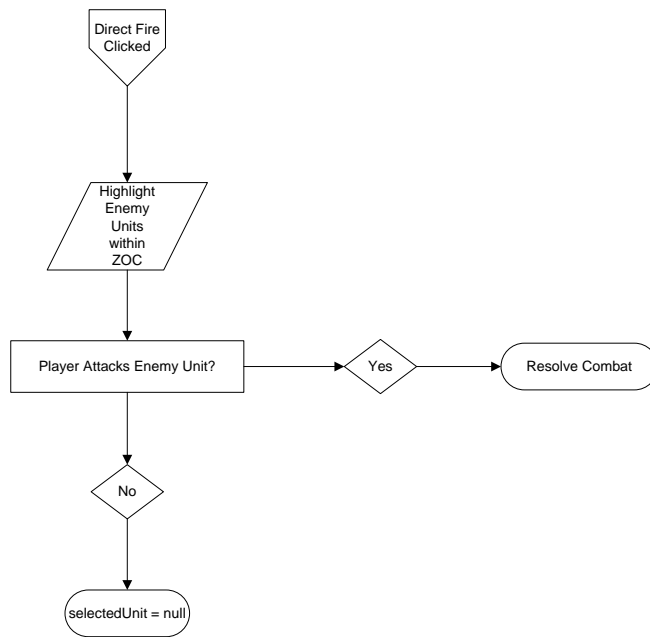 Direct Fire
Clicked
Highlight
Enemy
Units
within
ZOC
Player Attacks Enemy Unit?
Yes
Resolve Combat
No
selectedUnit = null